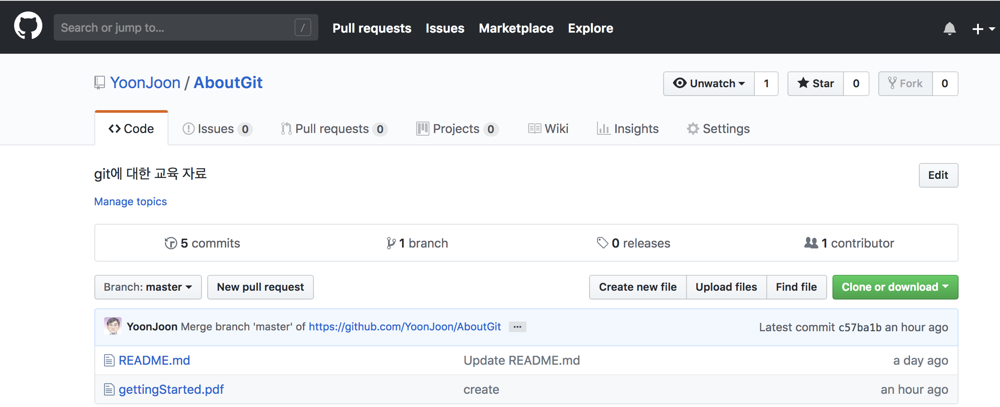 Search or jump to... / Pull requests Issues Marketplace Explore
YoonJoon / AboutGit Unwatch 1 Star 0 Fork 0
Code Issues 0 Pull requests 0 Projects 0 Wiki Insights Settings
git에 대한 교육 자료 Edit
Manage topics
5 commits 1 branch 0 releases 1 contributor
Branch: master New pull request Create new file Upload files Find file Clone or download
YoonJoon Merge branch 'master' of https://github.com/YoonJoon/AboutGit ... Latest commit c57ba1b an hour ago
README.md Update README.md a day ago
gettingStarted.pdf create an hour ago